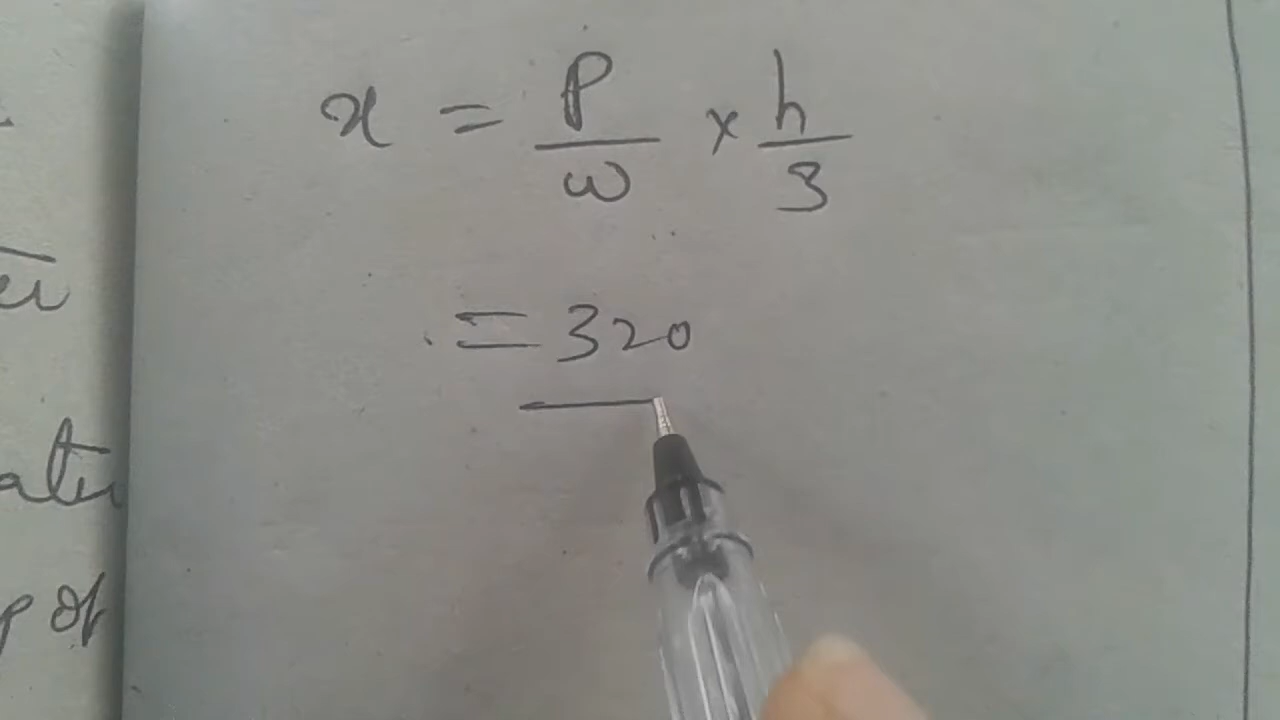 x = P/w × h/3
= 320